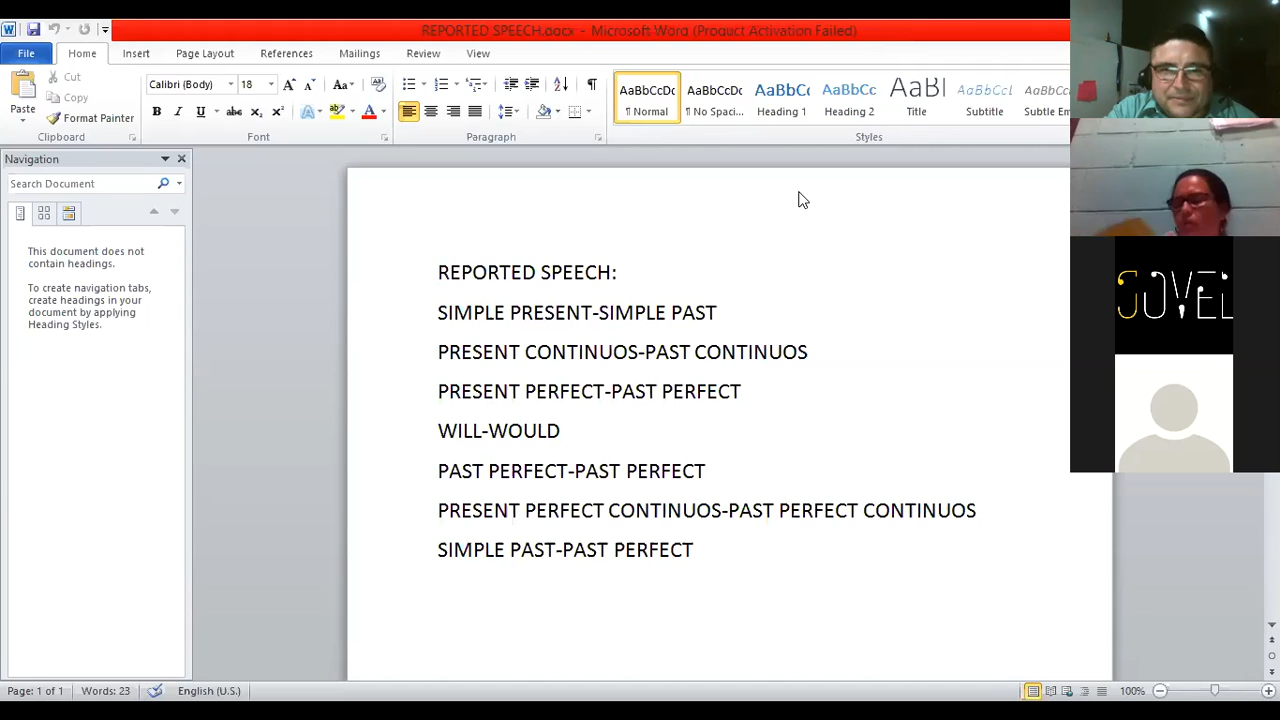 REPORTED SPEECH.docx - Microsoft Word (Product Activation Failed)
File Home Insert Page Layout References Mailings Review View
Paste
Cut
Copy
Format Painter
Clipboard
Calibri (Body) 18
Font
Paragraph
AaBbCcDc AaBbCcDc AaBbCc AaBbCc AaBb AaBbCcL AaBbCcD
¶ Normal ¶ No Spaci... Heading 1 Heading 2 Title Subtitle Subtle Em
Styles
Navigation
Search Document
This document does not
contain headings.
To create navigation tabs,
create headings in your
document by applying
Heading Styles.
REPORTED SPEECH:
SIMPLE PRESENT-SIMPLE PAST
PRESENT CONTINUOS-PAST CONTINUOS
PRESENT PERFECT-PAST PERFECT
WILL-WOULD
PAST PERFECT-PAST PERFECT
PRESENT PERFECT CONTINUOS-PAST PERFECT CONTINUOS
SIMPLE PAST-PAST PERFECT
Page: 1 of 1 Words: 23 English (U.S.) 100%